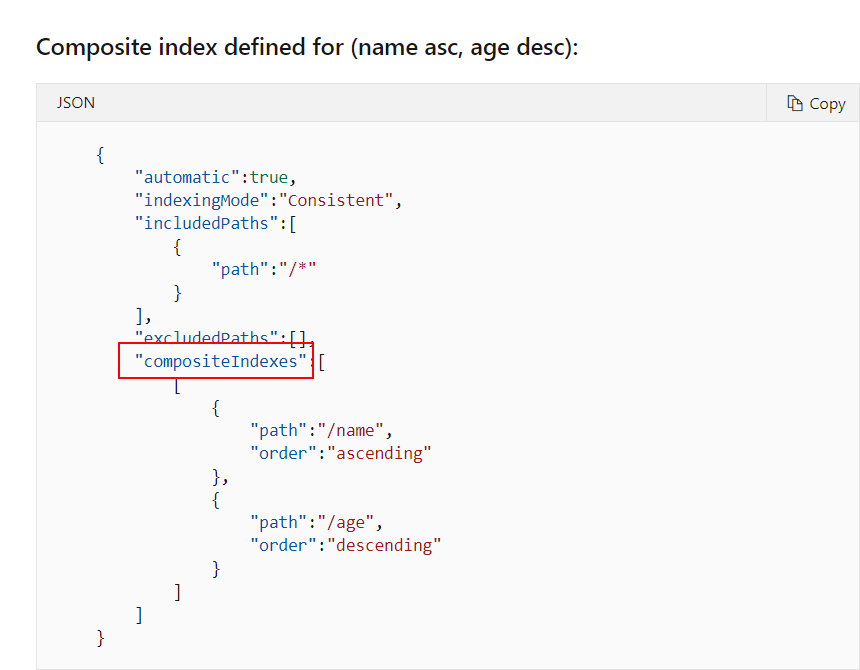 Composite index defined for (name asc, age desc):
JSON
Copy
{
"automatic":true,
"indexingMode":"Consistent",
"includedPaths":[
{
"path":"/*"
}
],
"excludedPaths":[],
"compositeIndexes":[
[
{
"path":"/name",
"order":"ascending"
},
{
"path":"/age",
"order":"descending"
}
]
]
}